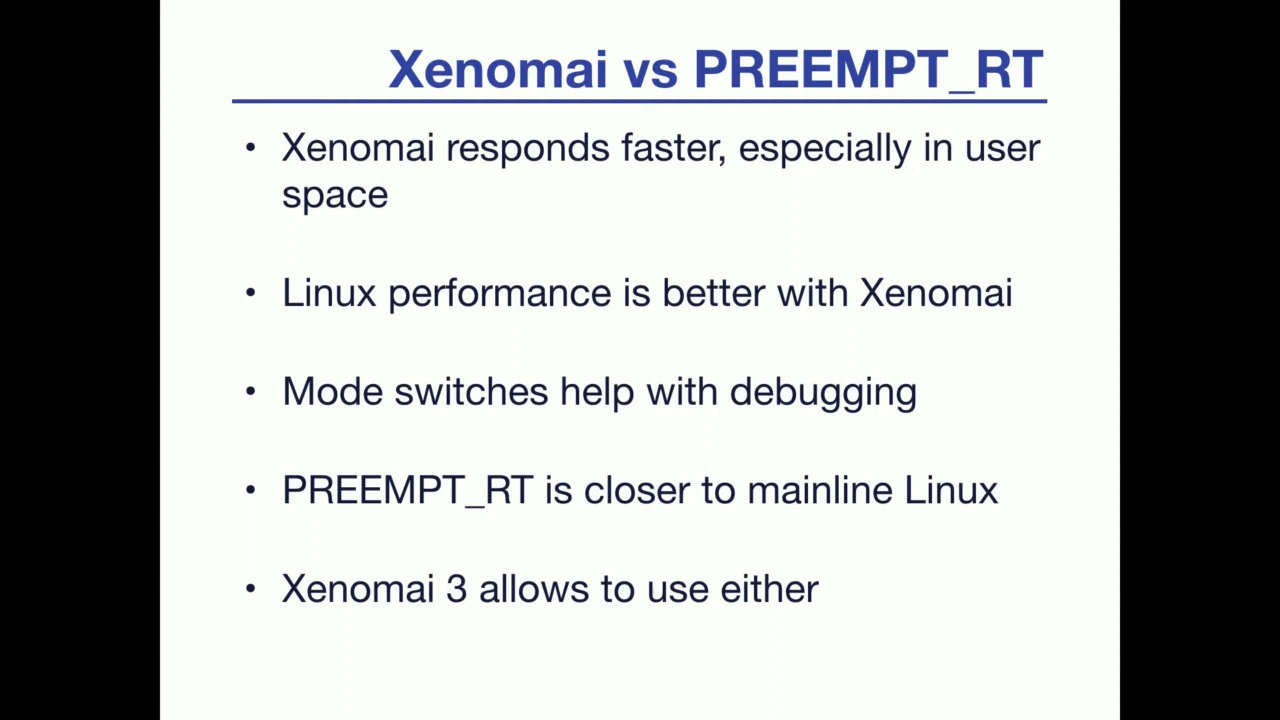 Xenomai vs PREEMPT_RT
• Xenomai responds faster, especially in user
space
• Linux performance is better with Xenomai
• Mode switches help with debugging
• PREEMPT_RT is closer to mainline Linux
• Xenomai 3 allows to use either